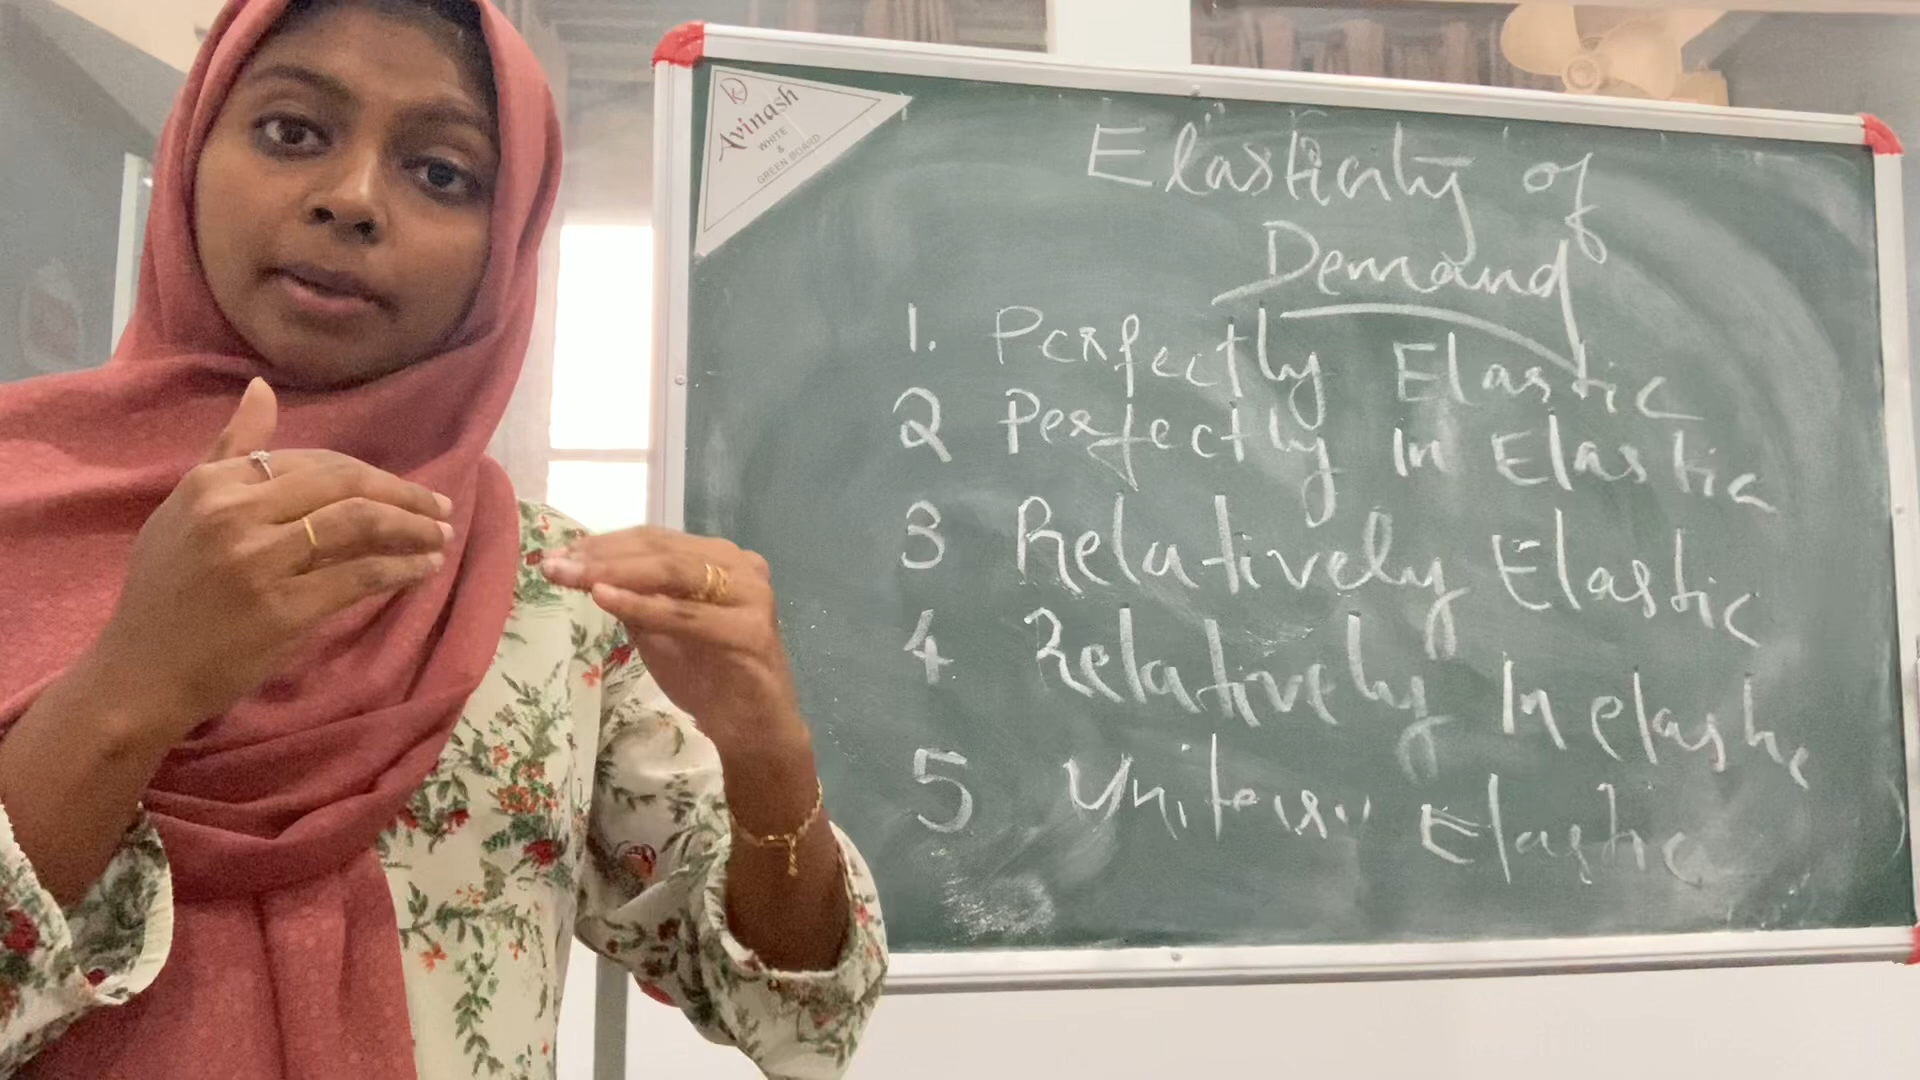 Avinash
WHITE
&
GREEN BOARD
Elasticity of
Demand
1. Perfectly Elastic
2 Perfectly In Elastic
3 Relatively Elastic
4 Relatively Inelastic
5 Elastic